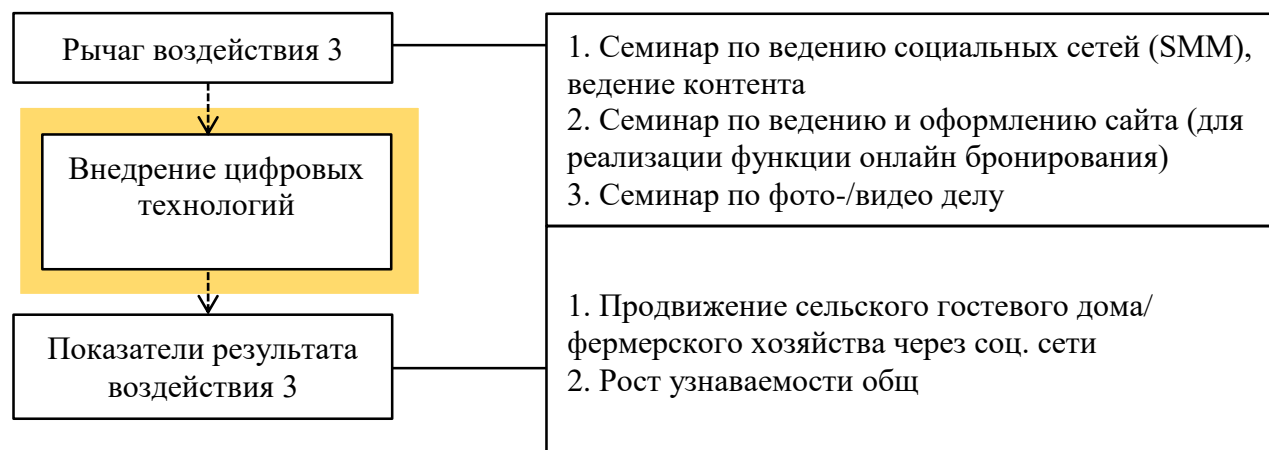 Рычаг воздействия 3
1. Семинар по ведению социальных сетей (SMM),
ведение контента
2. Семинар по ведению и оформлению сайта (для
реализации функции онлайн бронирования)
3. Семинар по фото-/видео делу
Внедрение цифровых
технологий
Показатели результата
воздействия 3
1. Продвижение сельского гостевого дома/
фермерского хозяйства через соц. сети
2. Рост узнаваемости общ